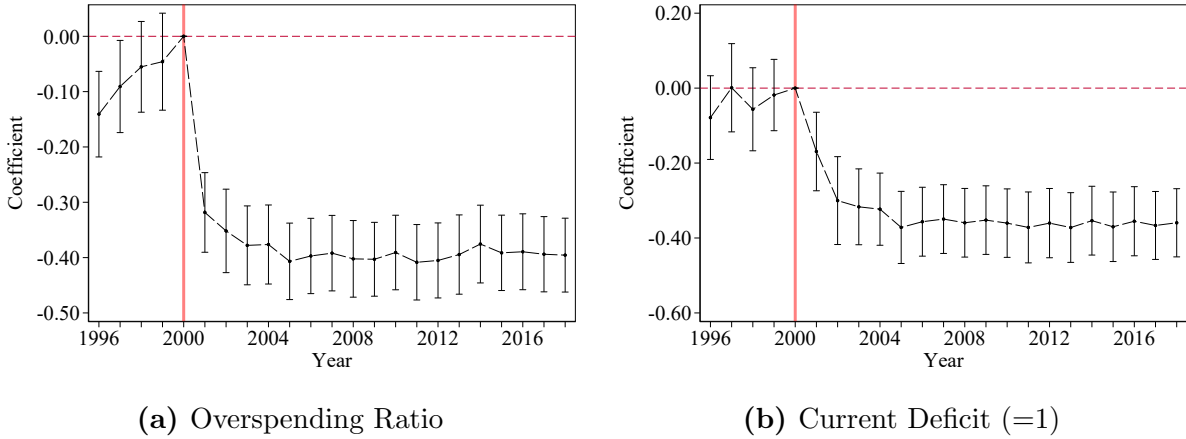 0.00
-0.10
-0.20
-0.30
-0.40
-0.50
Coefficient
1996 2000 2004 2008 2012 2016
Year
(a) Overspending Ratio
0.20
0.00
-0.20
-0.40
-0.60
Coefficient
1996 2000 2004 2008 2012 2016
Year
(b) Current Deficit (=1)